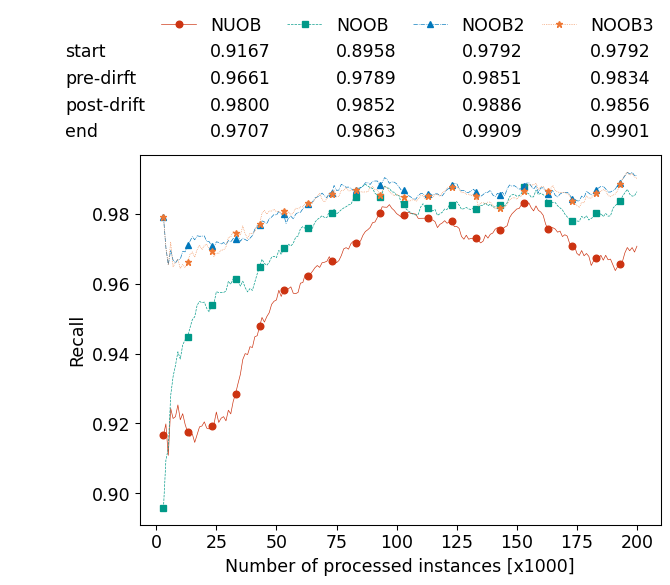 NUOB NOOB NOOB2 NOOB3
start 0.9167 0.8958 0.9792 0.9792
pre-dirft 0.9661 0.9789 0.9851 0.9834
post-drift 0.9800 0.9852 0.9886 0.9856
end 0.9707 0.9863 0.9909 0.9901
0.98
0.96
0.94
0.92
0.90
Recall
0 25 50 75 100 125 150 175 200
Number of processed instances [x1000]